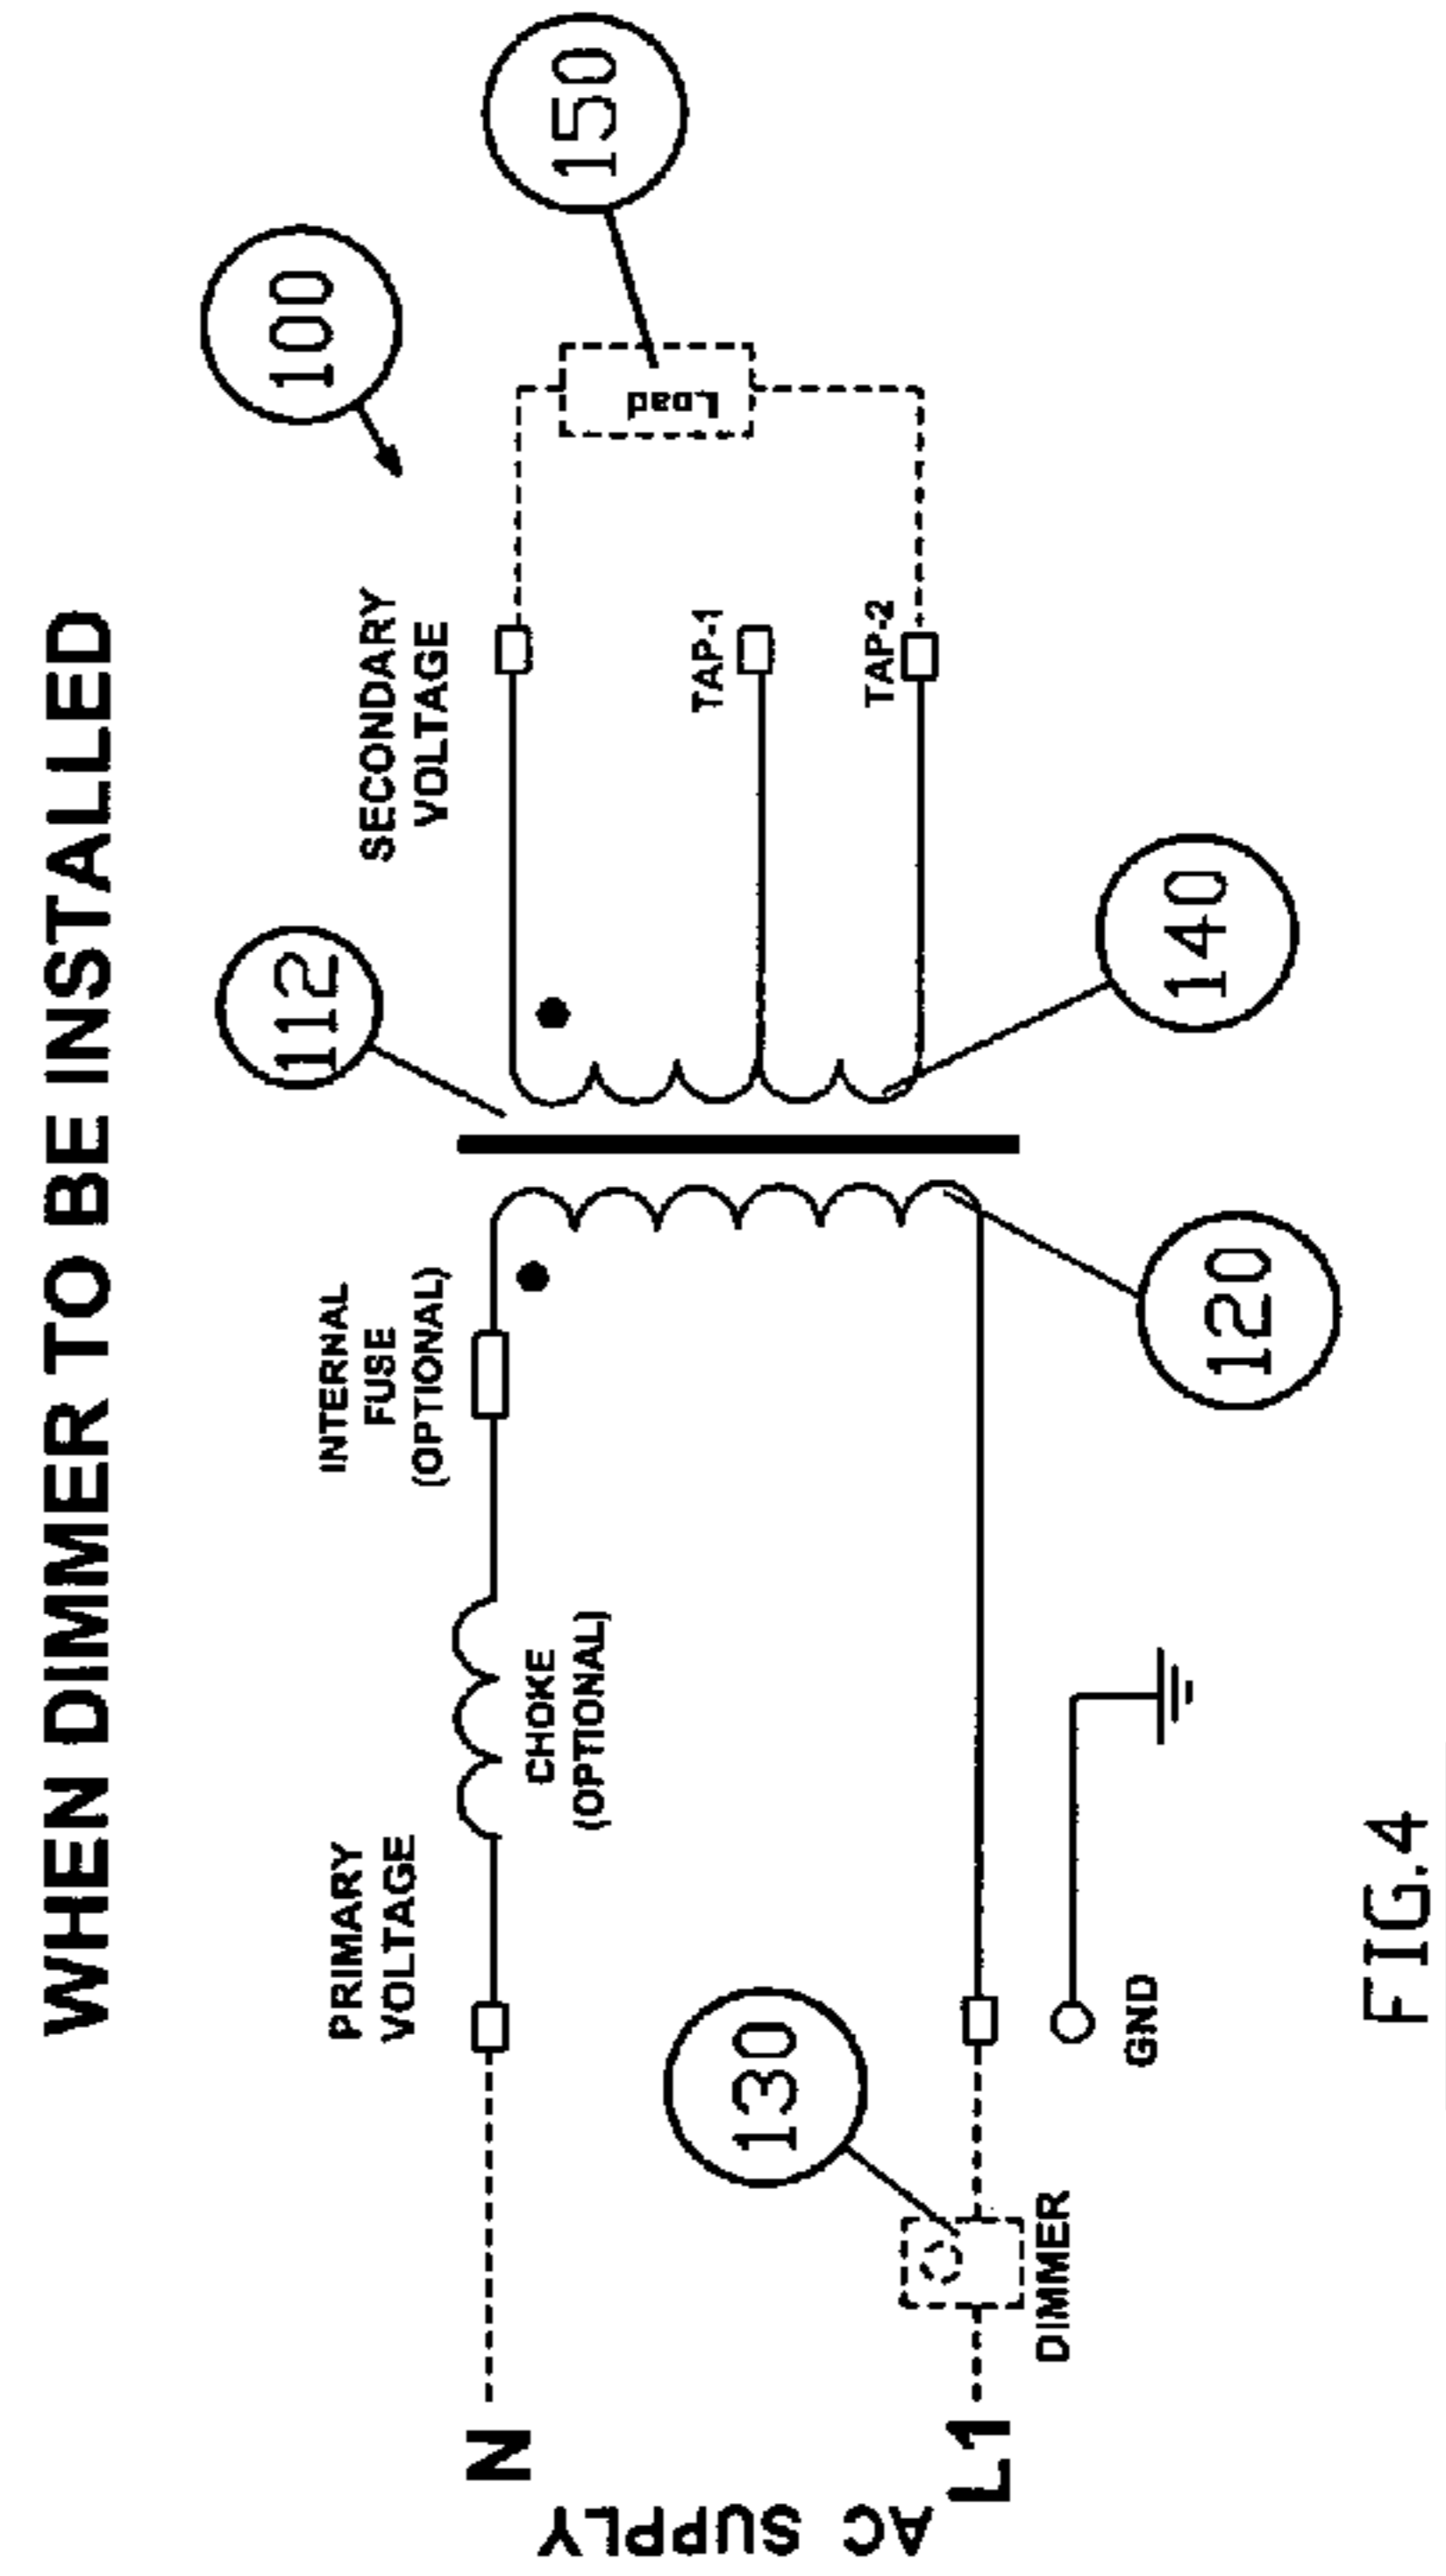 WHEN DIMMER TO BE INSTALLED
100
150
112
SECONDARY
VOLTAGE
Load
TAP-1
TAP-2
140
INTERNAL
FUSE
(OPTIONAL)
PRIMARY
VOLTAGE
CHOKE
(OPTIONAL)
120
130
N
AC SUPPLY
L1
DIMMER
GND
FIG.4